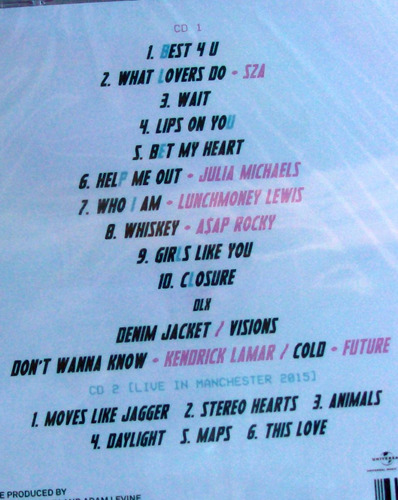 CD 1
1. BEST 4 U
2. WHAT LOVERS DO - SZA
3. WAIT
4. LIPS ON YOU
5. BET MY HEART
6. HELP ME OUT - JULIA MICHAELS
7. WHO I AM - LUNCHMONEY LEWIS
8. WHISKEY - A$AP ROCKY
9. GIRLS LIKE YOU
10. CLOSURE
DLX
DENIM JACKET / VISIONS
DON'T WANNA KNOW - KENDRICK LAMAR / COLD - FUTURE
CD 2 [LIVE IN MANCHESTER 2015]
1. MOVES LIKE JAGGER 2. STEREO HEARTS 3. ANIMALS
4. DAYLIGHT 5. MAPS 6. THIS LOVE
PRODUCED BY
ADAM LEVINE